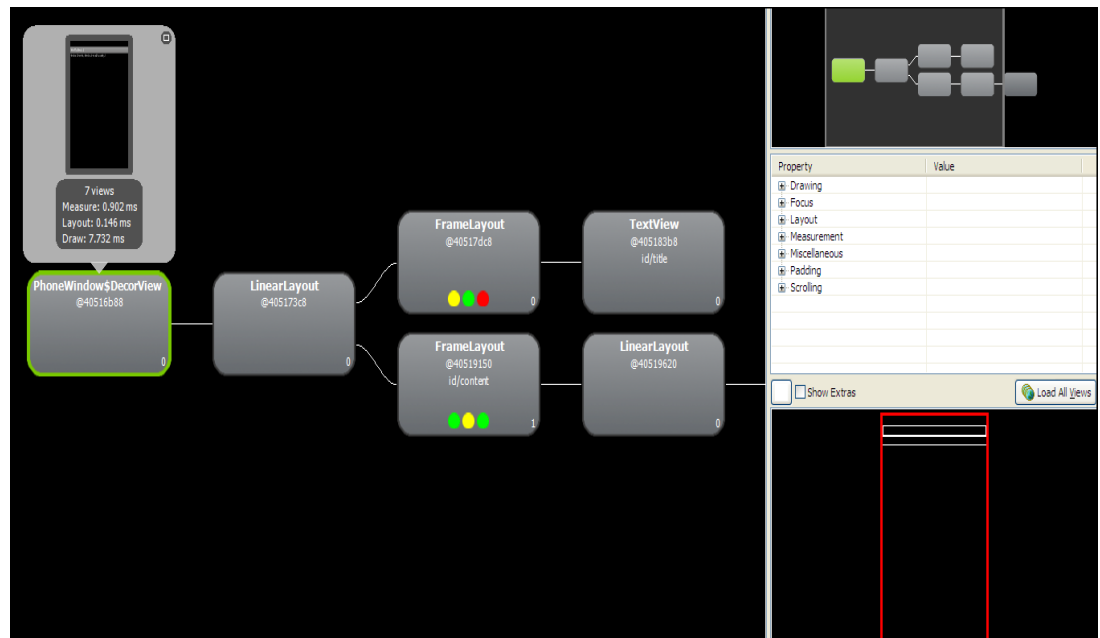 7 views
Measure: 0.902 ms
Layout: 0.146 ms
Draw: 7.732 ms
PhoneWindow$DecorView
@40516b88
0
LinearLayout
@405173c8
0
FrameLayout
@40517dc8
0
TextView
@405183b8
id/title
0
FrameLayout
@40519150
id/content
1
LinearLayout
@40519620
0
Property Value
Drawing
Focus
Layout
Measurement
Miscellaneous
Padding
Scrolling
Show Extras
Load All Views